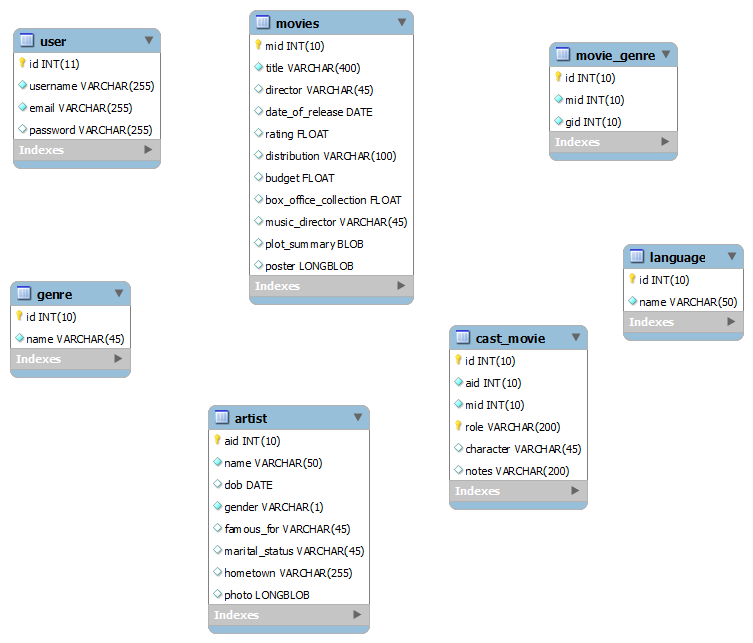 user
id INT(11)
username VARCHAR(255)
email VARCHAR(255)
password VARCHAR(255)
Indexes
movies
mid INT(10)
title VARCHAR(400)
director VARCHAR(45)
date_of_release DATE
rating FLOAT
distribution VARCHAR(100)
budget FLOAT
box_office_collection FLOAT
music_director VARCHAR(45)
plot_summary BLOB
poster LONGBLOB
Indexes
movie_genre
id INT(10)
mid INT(10)
gid INT(10)
Indexes
language
id INT(10)
name VARCHAR(50)
Indexes
genre
id INT(10)
name VARCHAR(45)
Indexes
cast_movie
id INT(10)
aid INT(10)
mid INT(10)
role VARCHAR(200)
character VARCHAR(45)
notes VARCHAR(200)
Indexes
artist
aid INT(10)
name VARCHAR(50)
dob DATE
gender VARCHAR(1)
famous_for VARCHAR(45)
marital_status VARCHAR(45)
hometown VARCHAR(255)
photo LONGBLOB
Indexes